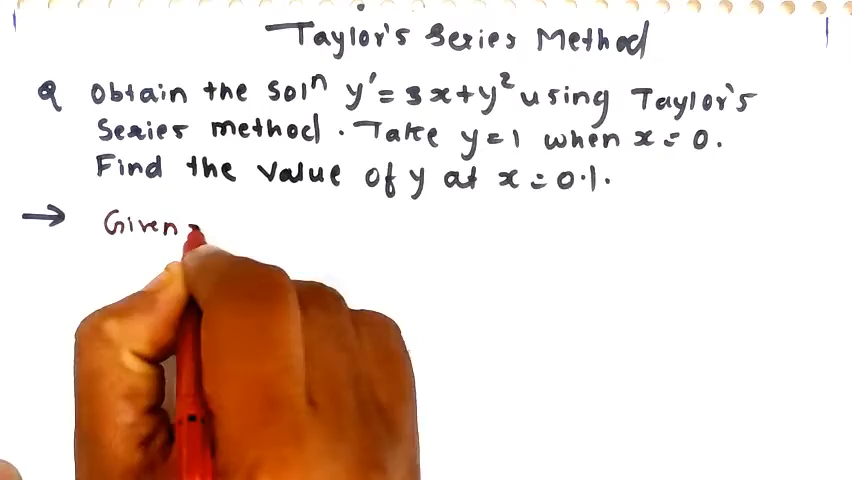 Taylor's Series Method
Q Obtain the solⁿ y' = 3x+y² using Taylor's
Series method. Take y=1 when x=0.
Find the value of y at x=0.1.
→ Given